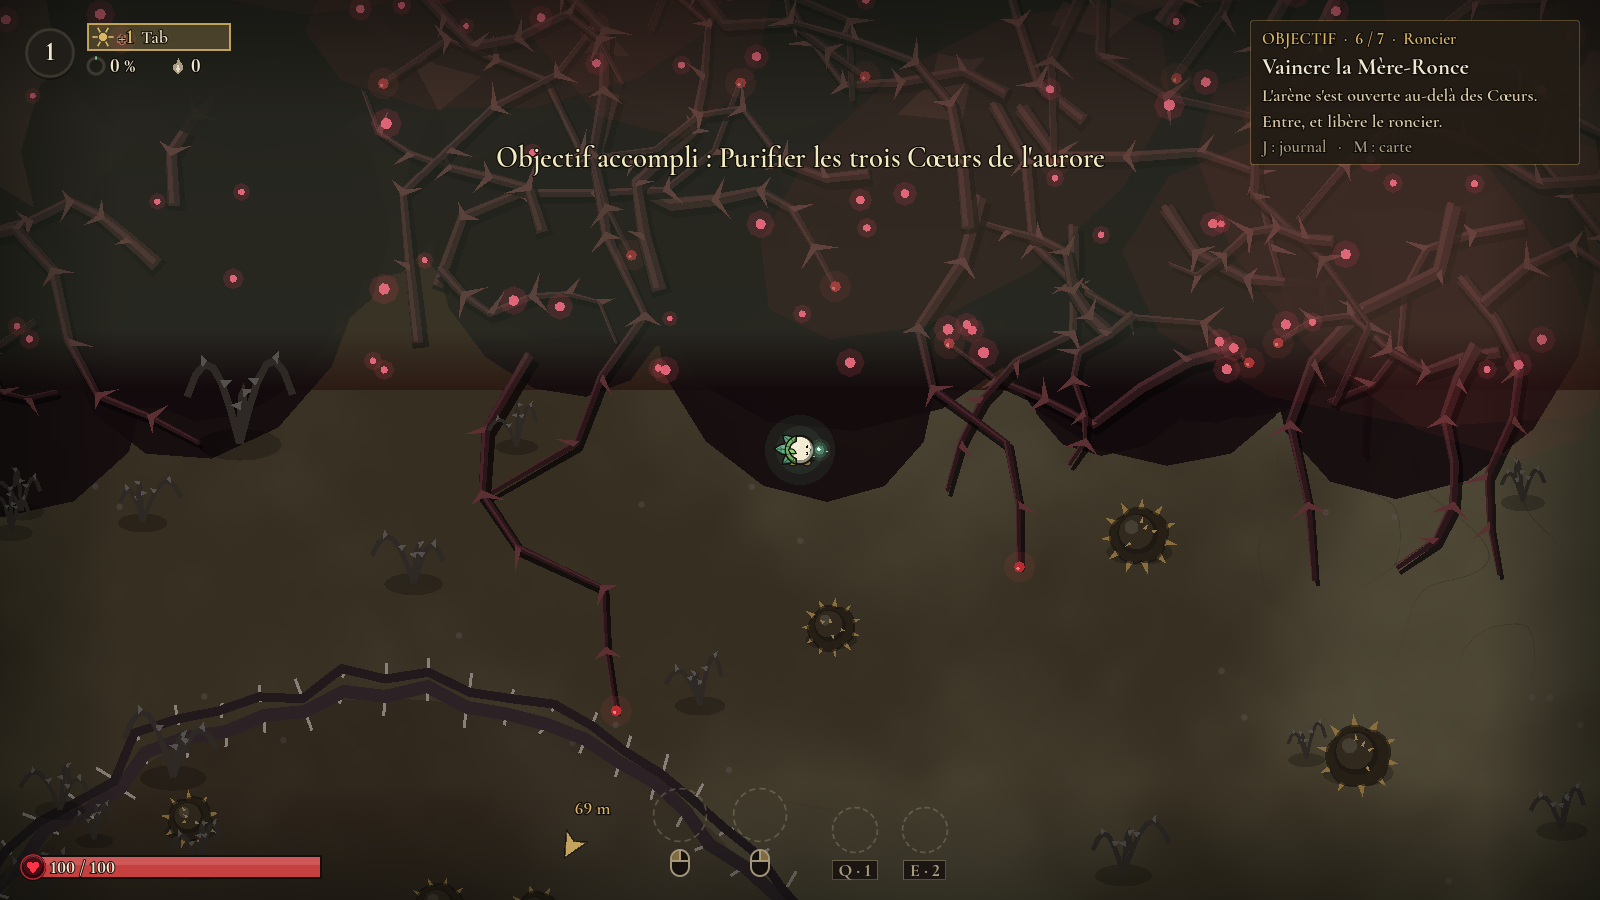 1
+1 Tab
0 %
0
OBJECTIF · 6 / 7 · Roncier
Vaincre la Mère-Ronce
L'arène s'est ouverte au-delà des Cœurs.
Entre, et libère le roncier.
J : journal · M : carte
Objectif accompli : Purifier les trois Cœurs de l'aurore
69 m
100 / 100
Q · 1
E · 2